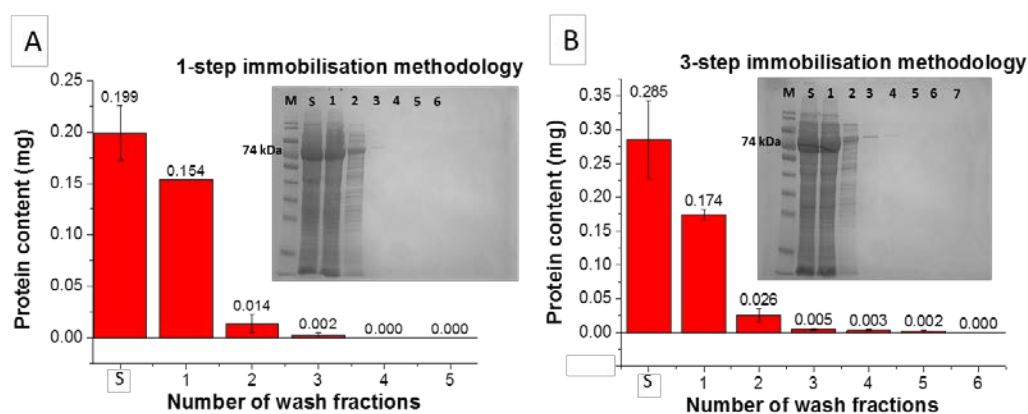 A
1-step immobilisation methodology
Protein content (mg)
0.25
0.20
0.15
0.10
0.05
0.00
0.199
0.154
0.014
0.002
0.000
0.000
M S 1 2 3 4 5 6
74 kDa
S 1 2 3 4 5
Number of wash fractions
B
3-step immobilisation methodology
Protein content (mg)
0.35
0.30
0.25
0.20
0.15
0.10
0.05
0.00
0.285
0.174
0.026
0.005
0.003
0.002
0.000
M S 1 2 3 4 5 6 7
74 kDa
S 1 2 3 4 5 6
Number of wash fractions